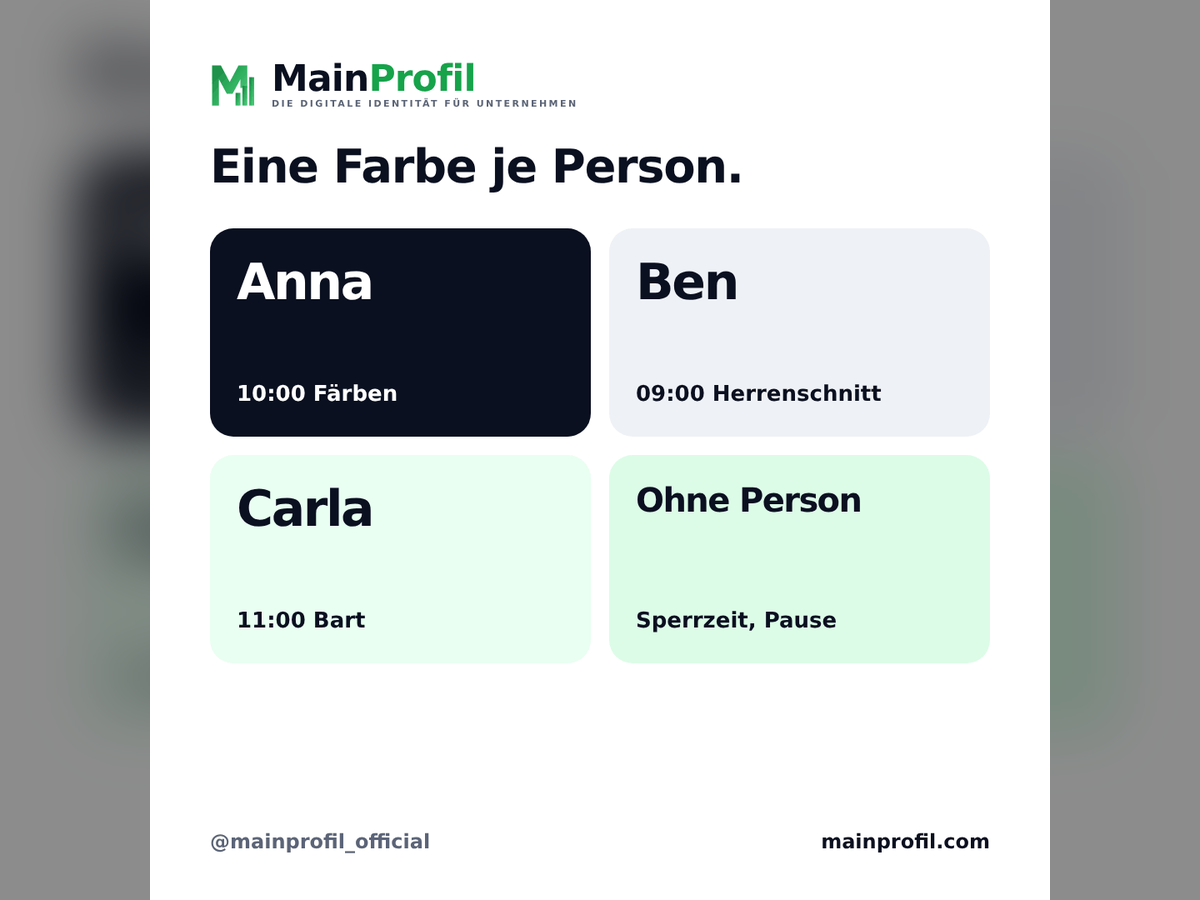 MainProfil
DIE DIGITALE IDENTITÄT FÜR UNTERNEHMEN
Eine Farbe je Person.
Anna
10:00 Färben
Ben
09:00 Herrenschnitt
Carla
11:00 Bart
Ohne Person
Sperrzeit, Pause
@mainprofil_official
mainprofil.com